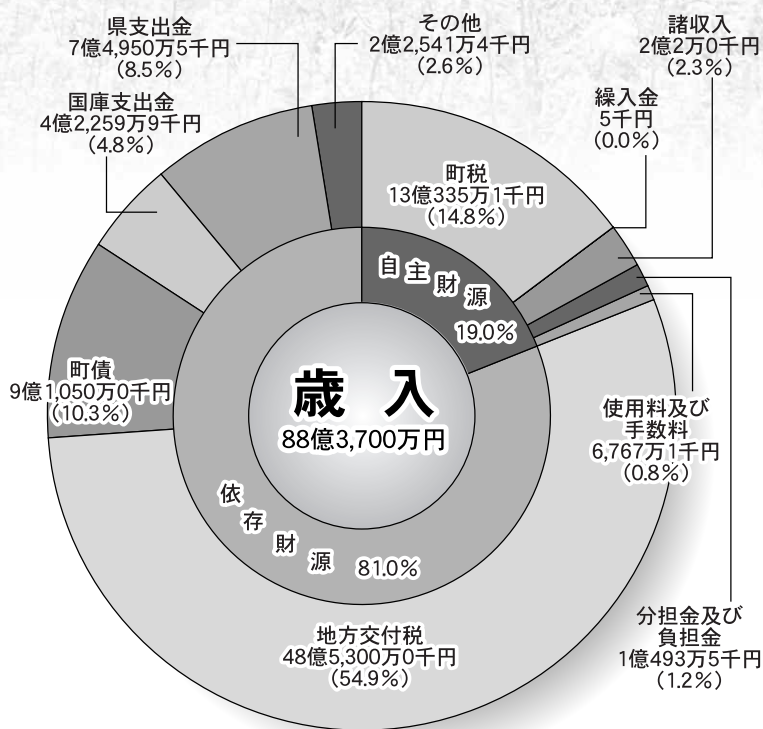 県支出金
7億4,950万5千円
(8.5%)
その他
2億2,541万4千円
(2.6%)
諸収入
2億2万0千円
(2.3%)
国庫支出金
4億2,259万9千円
(4.8%)
繰入金
5千円
(0.0%)
町税
13億335万1千円
(14.8%)
自主財源
19.0%
町債
9億1,050万0千円
(10.3%)
歳入
88億3,700万円
使用料及び
手数料
6,767万1千円
(0.8%)
依存財源 81.0%
分担金及び
負担金
1億493万5千円
(1.2%)
地方交付税
48億5,300万0千円
(54.9%)